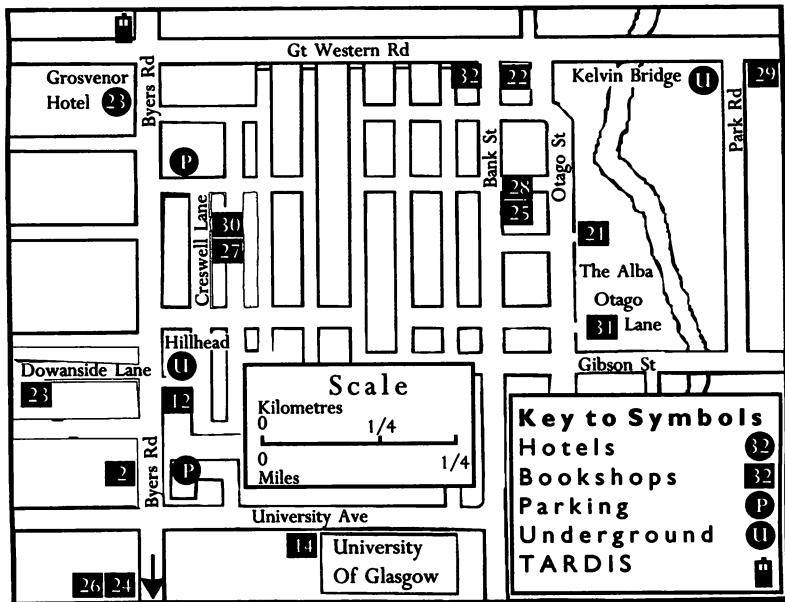 Gt Western Rd
Grosvenor
Hotel 23
Byers Rd
P
32
22
Kelvin Bridge U
29
Park Rd
Bank St
Otago St
28
25
Creswell Lane
30
27
21
The Alba
Otago
31 Lane
Hillhead
U
Dowanside Lane
23
12
Gibson St
Scale
Kilometres
0 1/4
0 1/4
Miles
2
Byers Rd
P
University Ave
14
University
Of Glasgow
26 24
Key to Symbols
Hotels 32
Bookshops 32
Parking P
Underground U
TARDIS